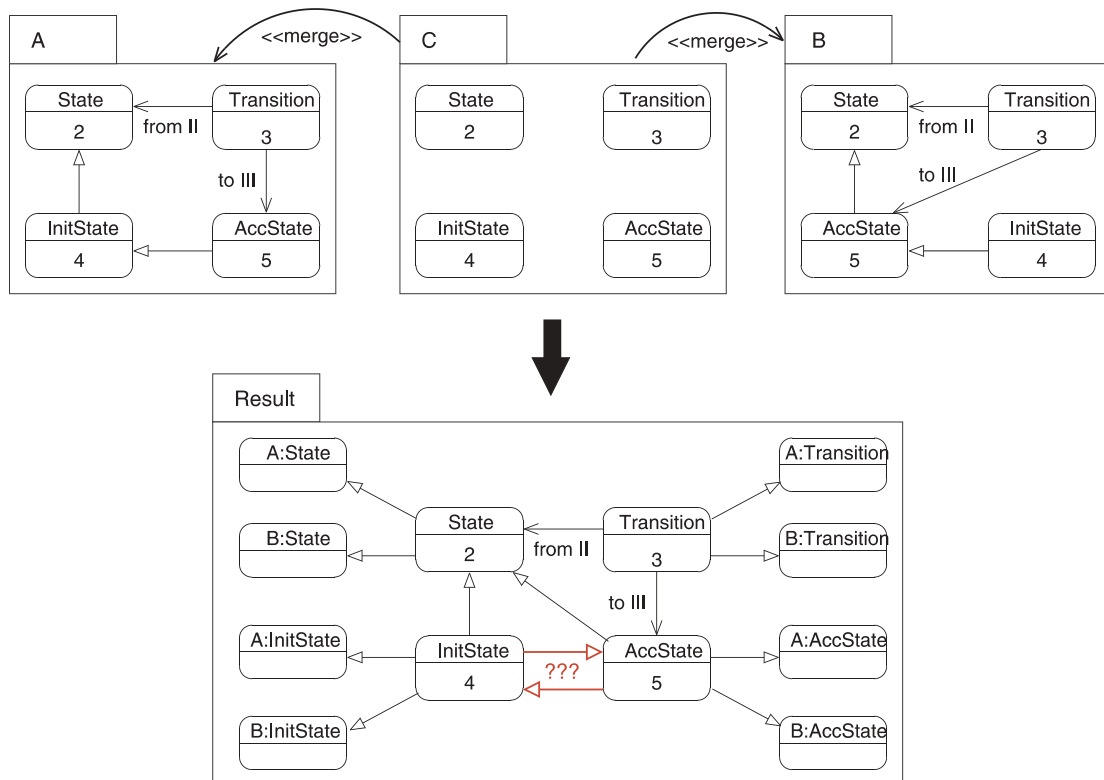 A
<<merge>>
C
<<merge>>
B
State
2
Transition
3
from II
to III
InitState
4
AccState
5
State
2
Transition
3
InitState
4
AccState
5
State
2
Transition
3
from II
to III
AccState
5
InitState
4
Result
A:State
A:Transition
B:State
State
2
Transition
3
B:Transition
from II
to III
A:InitState
InitState
4
???
AccState
5
A:AccState
B:InitState
B:AccState